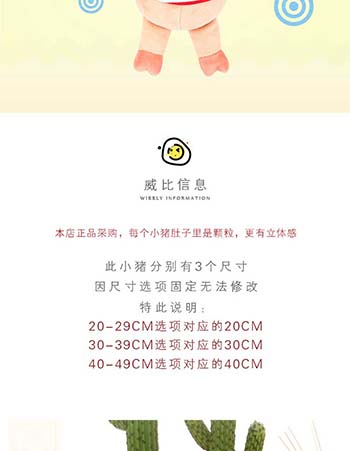 威比信息
WIBBLY INFORMATION
本店正品采购，每个小猪肚子里是颗粒，更有立体感
此小猪分别有3个尺寸
因尺寸选项固定无法修改
特此说明：
20-29CM选项对应的20CM
30-39CM选项对应的30CM
40-49CM选项对应的40CM